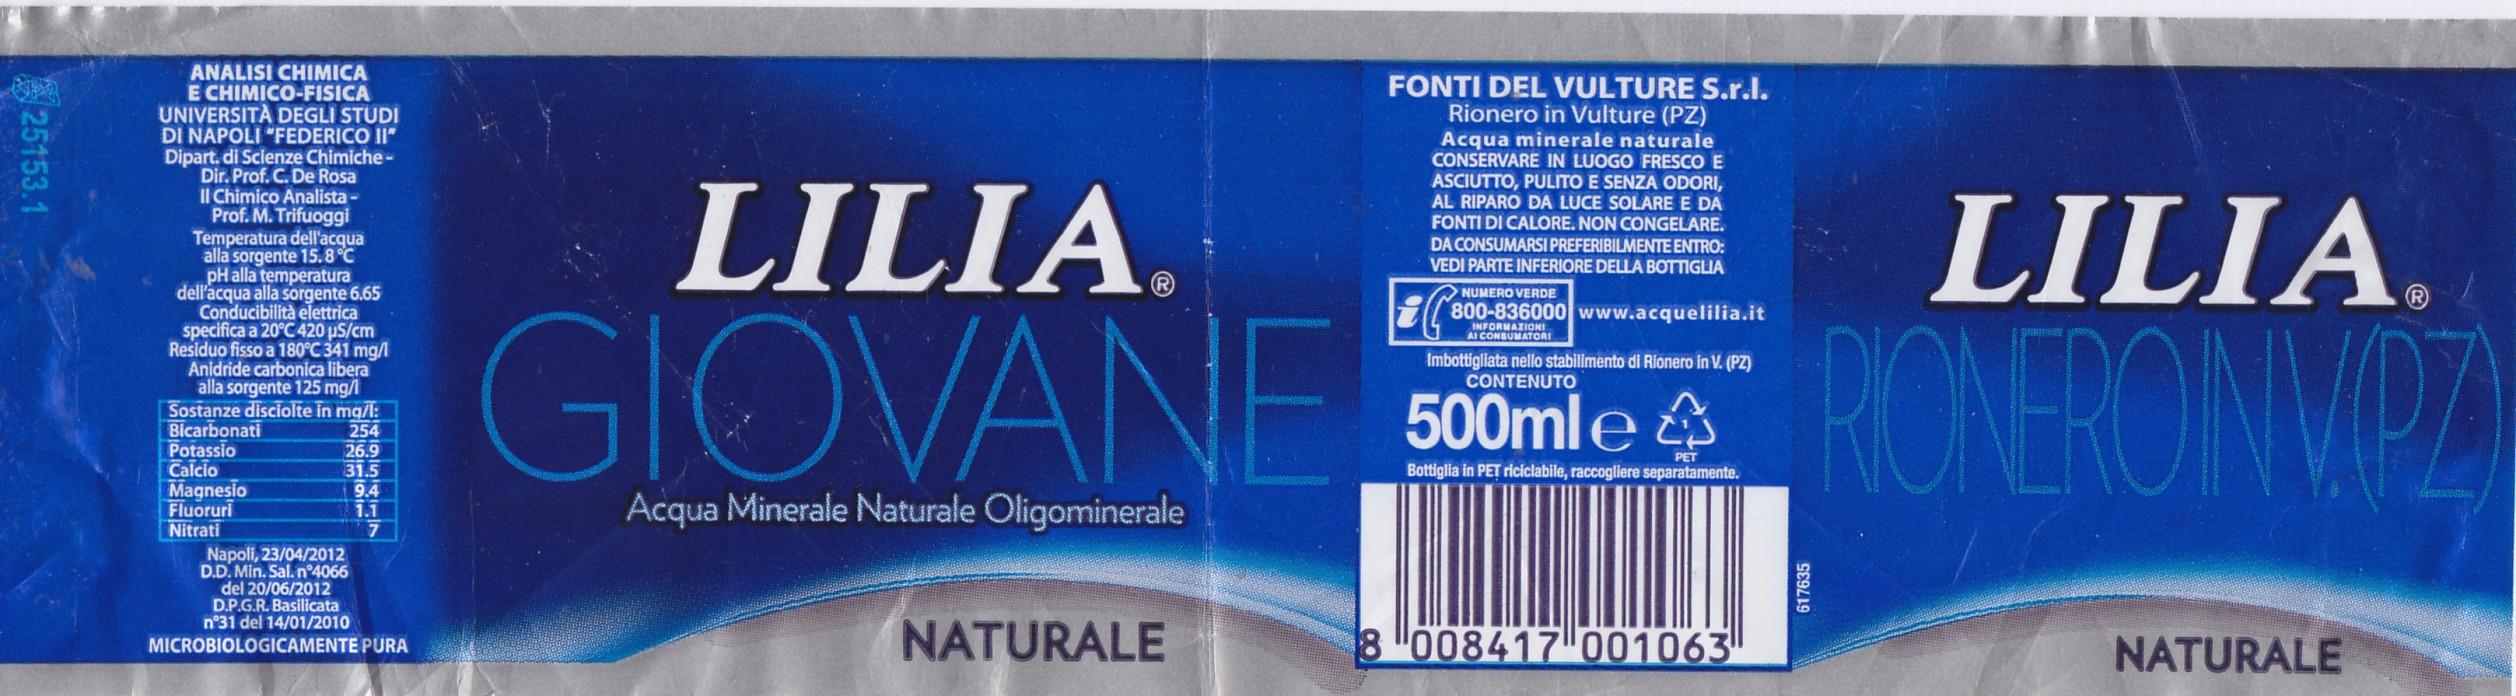 25153.1
ANALISI CHIMICA
E CHIMICO-FISICA
UNIVERSITÀ DEGLI STUDI
DI NAPOLI "FEDERICO II"
Dipart. di Scienze Chimiche -
Dir. Prof. C. De Rosa
Il Chimico Analista -
Prof. M. Trifuoggi
Temperatura dell'acqua
alla sorgente 15.8 °C
pH alla temperatura
dell'acqua alla sorgente 6.65
Conducibilità elettrica
specifica a 20°C 420 µS/cm
Residuo fisso a 180°C 341 mg/l
Anidride carbonica libera
alla sorgente 125 mg/l
Sostanze disciolte in mg/l:
Bicarbonati 254
Potassio 26.9
Calcio 31.5
Magnesio 9.4
Fluoruri 1.1
Nitrati 7
Napoli, 23/04/2012
D.D. Min. Sal. n°4066
del 20/06/2012
D.P.G.R. Basilicata
n°31 del 14/01/2010
MICROBIOLOGICAMENTE PURA
LILIA®
GIOVANE
Acqua Minerale Naturale Oligominerale
NATURALE
FONTI DEL VULTURE S.r.l.
Rionero in Vulture (PZ)
Acqua minerale naturale
CONSERVARE IN LUOGO FRESCO E
ASCIUTTO, PULITO E SENZA ODORI,
AL RIPARO DA LUCE SOLARE E DA
FONTI DI CALORE. NON CONGELARE.
DA CONSUMARSI PREFERIBILMENTE ENTRO:
VEDI PARTE INFERIORE DELLA BOTTIGLIA
NUMERO VERDE
800-836000
INFORMAZIONI
AI CONSUMATORI
www.acquelilia.it
Imbottigliata nello stabilimento di Rionero in V. (PZ)
CONTENUTO
500ml e
1
PET
Bottiglia in PET riciclabile, raccogliere separatamente.
8 008417 001063
617635
LILIA®
RIONERO IN V. (PZ)
NATURALE